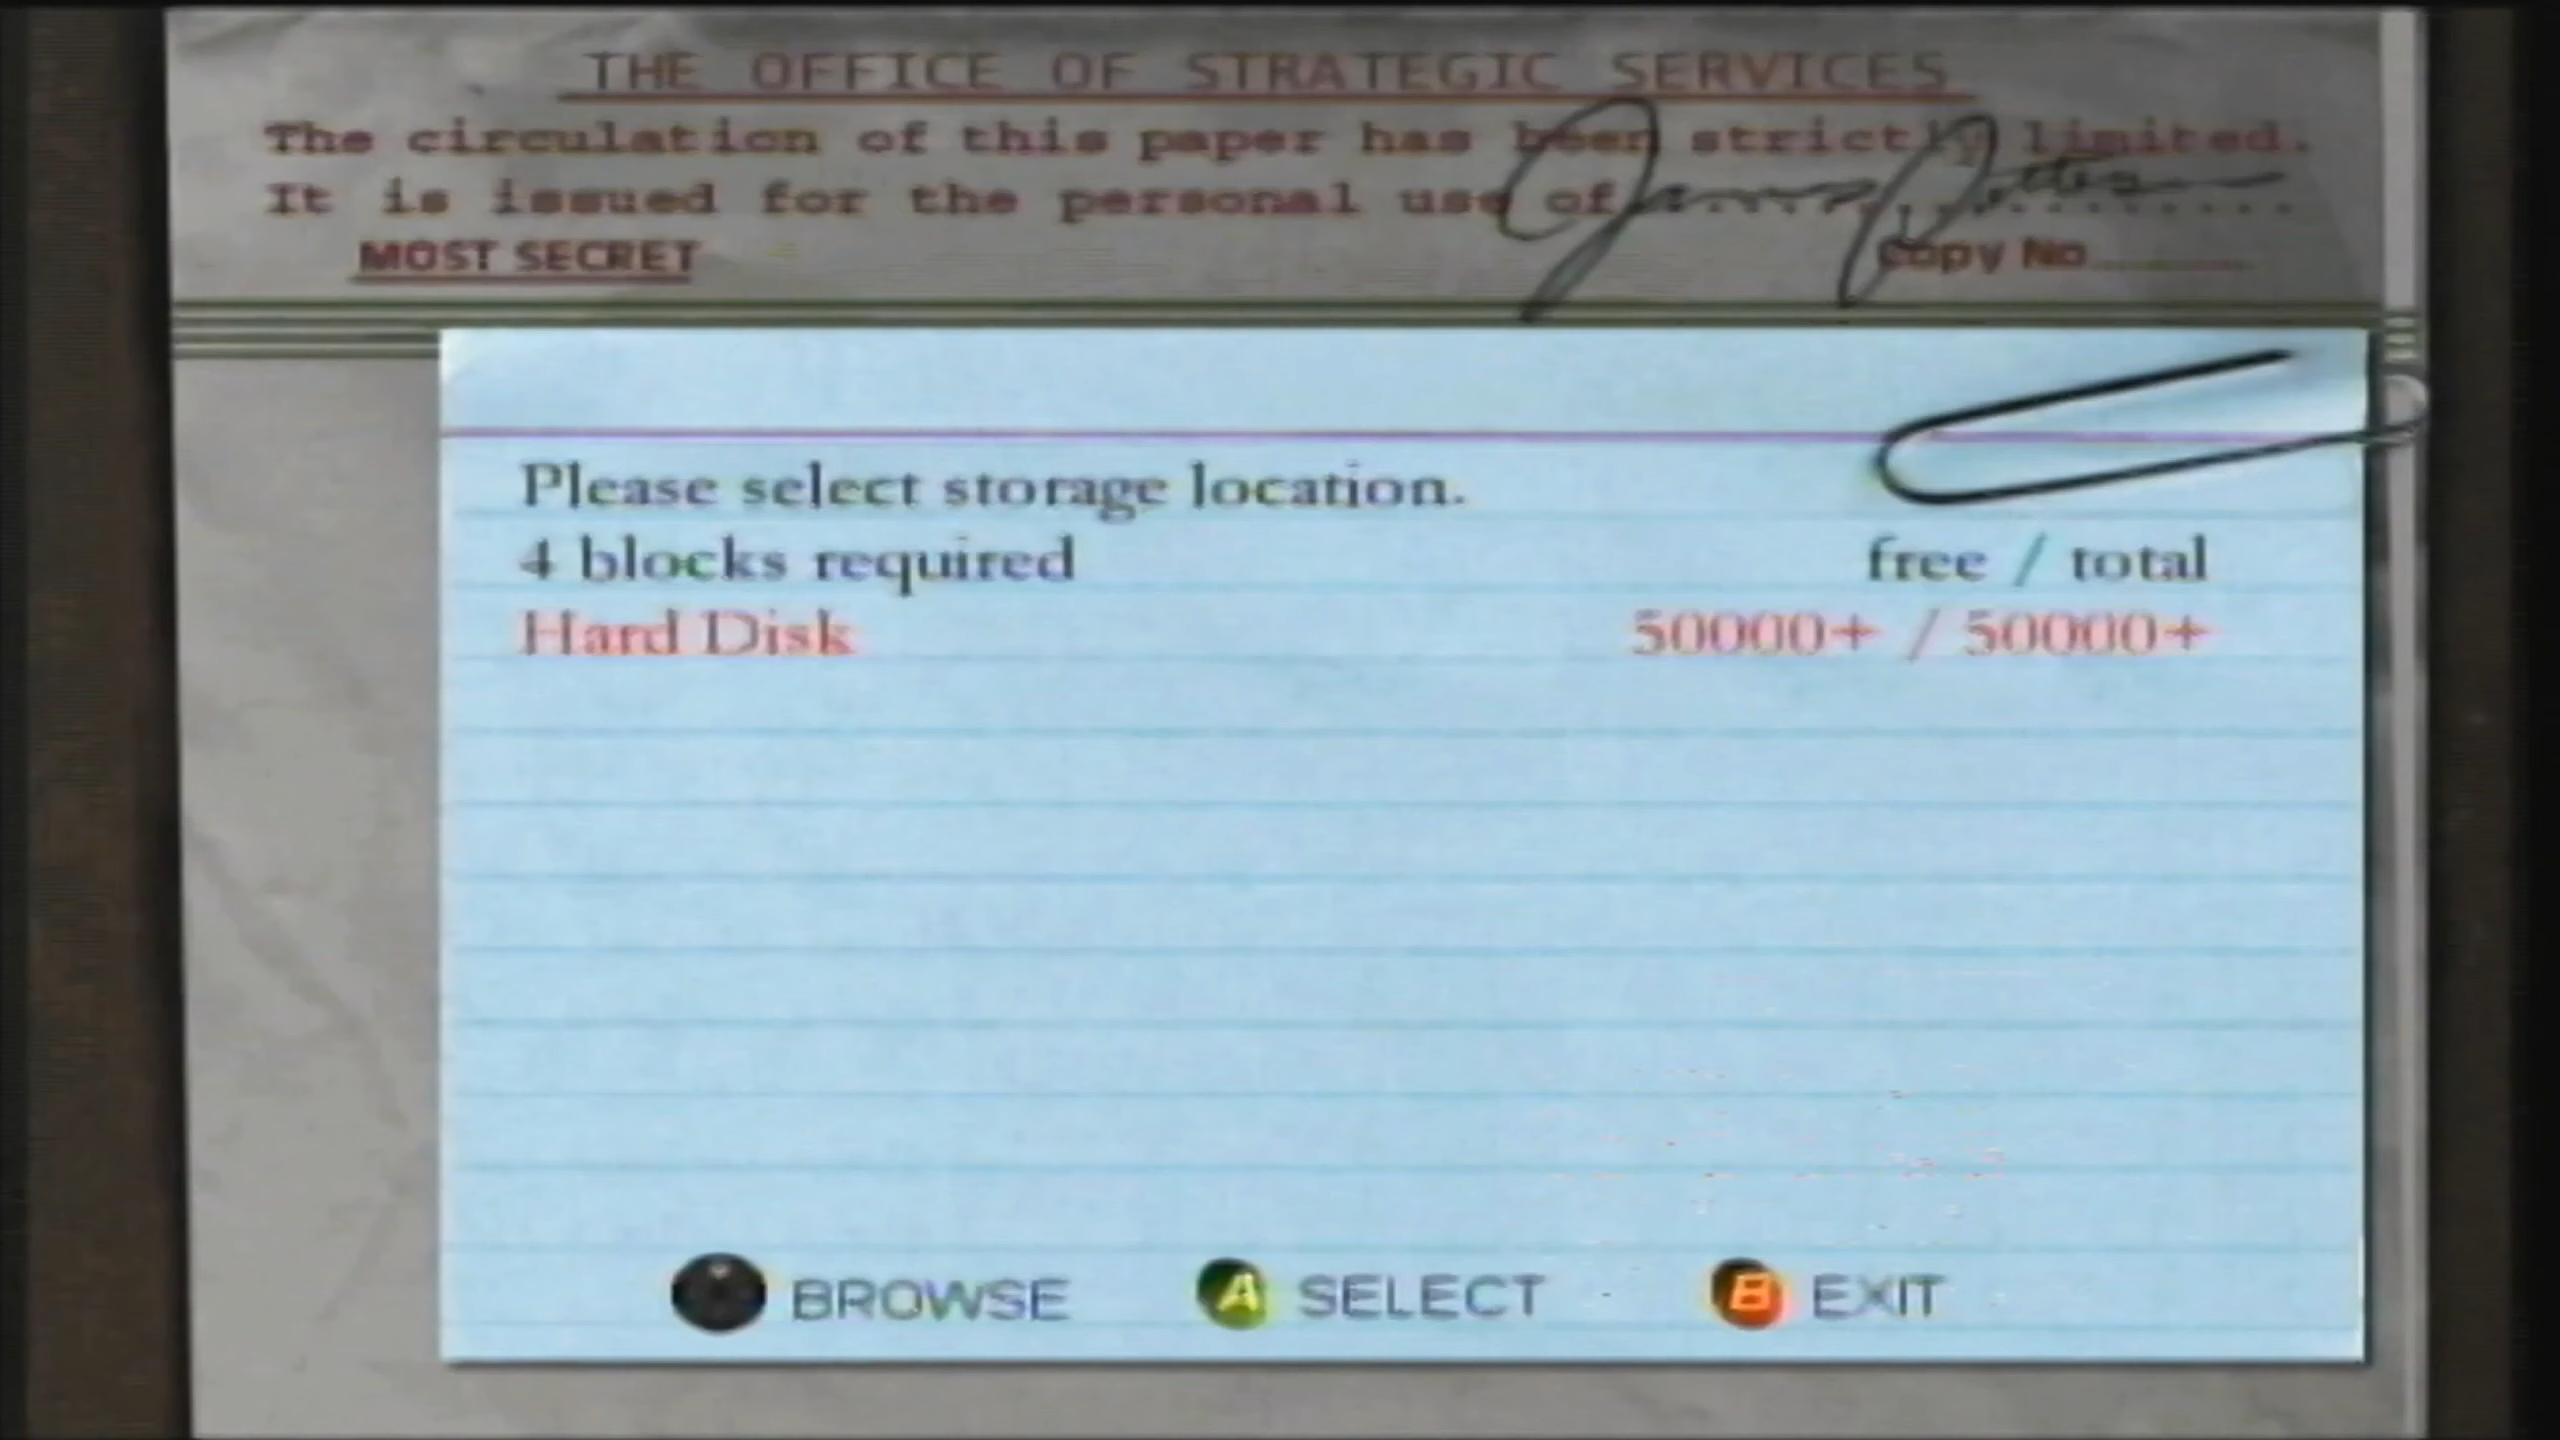 THE OFFICE OF STRATEGIC SERVICES
The circulation of this paper has been strictly limited.
It is issued for the personal use of James Patterson
MOST SECRET
Copy No..........
Please select storage location.
4 blocks required
free / total
Hard Disk
50000+ / 50000+
BROWSE
A SELECT
B EXIT